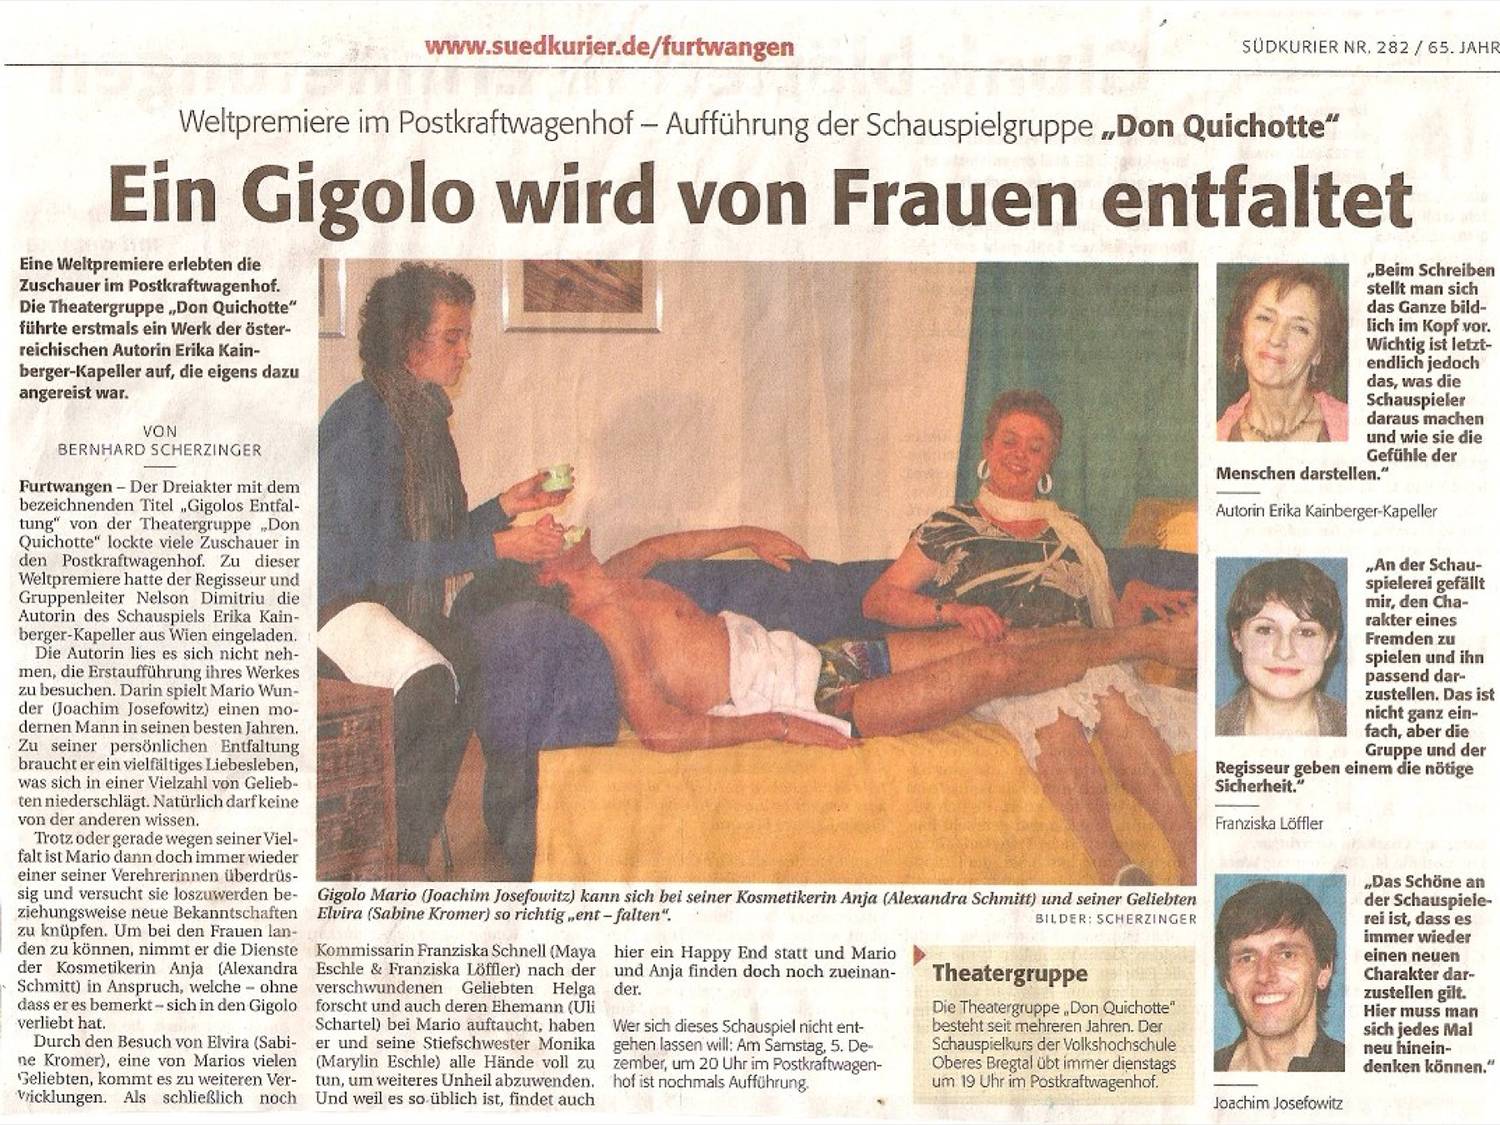 www.suedkurier.de/furtwangen
SÜDKURIER NR. 282 / 65. JAHR
Weltpremiere im Postkraftwagenhof – Aufführung der Schauspielgruppe „Don Quichotte“
Ein Gigolo wird von Frauen entfaltet
Eine Weltpremiere erlebten die
Zuschauer im Postkraftwagenhof.
Die Theatergruppe „Don Quichotte“
führte erstmals ein Werk der öster-
reichischen Autorin Erika Kain-
berger-Kapeller auf, die eigens dazu
angereist war.
VON
BERNHARD SCHERZINGER
Furtwangen – Der Dreiakter mit dem
bezeichnenden Titel „Gigolos Entfal-
tung“ von der Theatergruppe „Don
Quichotte“ lockte viele Zuschauer in
den Postkraftwagenhof. Zu dieser
Weltpremiere hatte der Regisseur und
Gruppenleiter Nelson Dimitriu die
Autorin des Schauspiels Erika Kain-
berger-Kapeller aus Wien eingeladen.
Die Autorin lies es sich nicht neh-
men, die Erstaufführung ihres Werkes
zu besuchen. Darin spielt Mario Wun-
der (Joachim Josefowitz) einen mo-
dernen Mann in seinen besten Jahren.
Zu seiner persönlichen Entfaltung
braucht er ein vielfältiges Liebesleben,
was sich in einer Vielzahl von Gelieb-
ten niederschlägt. Natürlich darf keine
von der anderen wissen.
Trotz oder gerade wegen seiner Viel-
falt ist Mario dann doch immer wieder
einer seiner Verehrerinnen überdrüs-
sig und versucht sie loszuwerden be-
ziehungsweise neue Bekanntschaften
zu knüpfen. Um bei den Frauen lan-
den zu können, nimmt er die Dienste
der Kosmetikerin Anja (Alexandra
Schmitt) in Anspruch, welche – ohne
dass er es bemerkt – sich in den Gigolo
verliebt hat.
Durch den Besuch von Elvira (Sabi-
ne Kromer), eine von Marios vielen
Geliebten, kommt es zu weiteren Ver-
wicklungen. Als schließlich noch
Gigolo Mario (Joachim Josefowitz) kann sich bei seiner Kosmetikerin Anja (Alexandra Schmitt) und seiner Geliebten
Elvira (Sabine Kromer) so richtig „ent – falten“.
BILDER: SCHERZINGER
Kommissarin Franziska Schnell (Maya
Eschle & Franziska Löffler) nach der
verschwundenen Geliebten Helga
forscht und auch deren Ehemann (Uli
Schartel) bei Mario auftaucht, haben
er und seine Stiefschwester Monika
(Marylin Eschle) alle Hände voll zu
tun, um weiteres Unheil abzuwenden.
Und weil es so üblich ist, findet auch
hier ein Happy End statt und Mario
und Anja finden doch noch zueinan-
der.
Wer sich dieses Schauspiel nicht ent-
gehen lassen will: Am Samstag, 5. De-
zember, um 20 Uhr im Postkraftwagen-
hof ist nochmals Aufführung.
Theatergruppe
Die Theatergruppe „Don Quichotte“
besteht seit mehreren Jahren. Der
Schauspielkurs der Volkshochschule
Oberes Bregtal übt immer dienstags
um 19 Uhr im Postkraftwagenhof.
„Beim Schreiben
stellt man sich
das Ganze bild-
lich im Kopf vor.
Wichtig ist letzt-
endlich jedoch
das, was die
Schauspieler
daraus machen
und wie sie die
Gefühle der
Menschen darstellen.“
Autorin Erika Kainberger-Kapeller
„An der Schau-
spielerei gefällt
mir, den Cha-
rakter eines
Fremden zu
spielen und ihn
passend dar-
zustellen. Das ist
nicht ganz ein-
fach, aber die
Gruppe und der
Regisseur geben einem die nötige
Sicherheit.“
Franziska Löffler
„Das Schöne an
der Schauspiele-
rei ist, dass es
immer wieder
einen neuen
Charakter dar-
zustellen gilt.
Hier muss man
sich jedes Mal
neu hinein-
denken können.“
Joachim Josefowitz